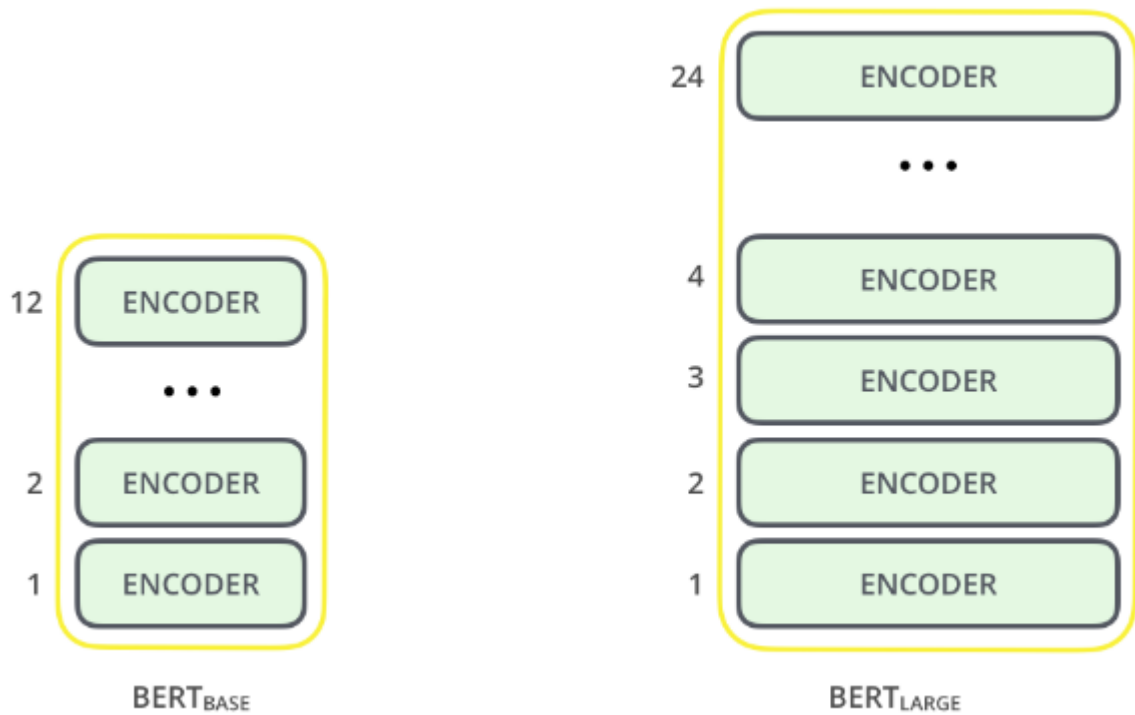 24 ENCODER
...
4 ENCODER
12 ENCODER
3 ENCODER
...
2 ENCODER
2 ENCODER
1 ENCODER
1 ENCODER
BERTBASE
BERTLARGE